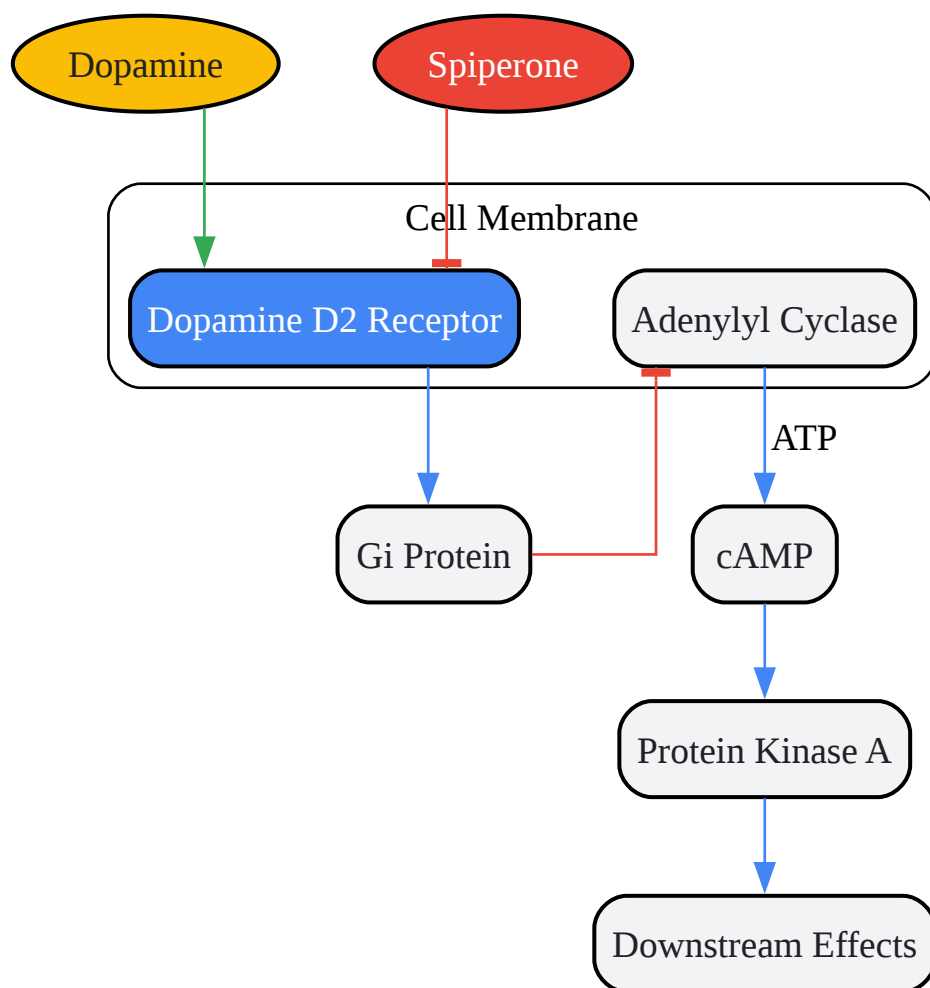 Dopamine
Spiperone
Cell Membrane
Dopamine D2 Receptor
Adenylyl Cyclase
ATP
Gi Protein
cAMP
Protein Kinase A
Downstream Effects